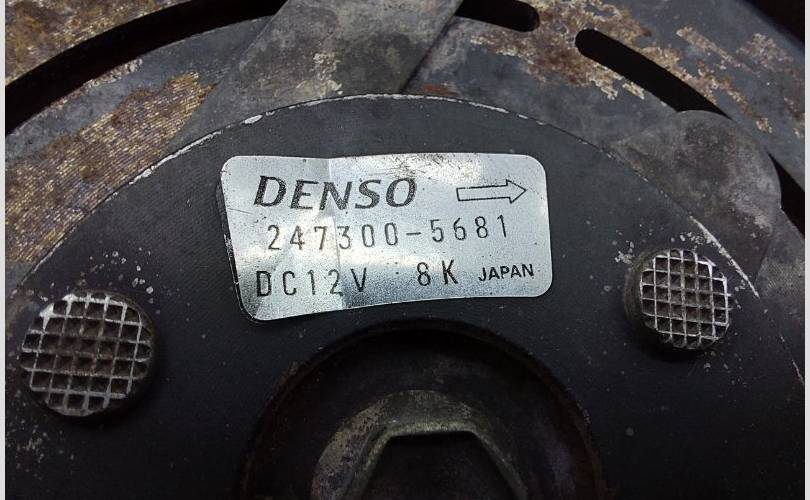 DENSO
247300-5681
DC12V 8K JAPAN